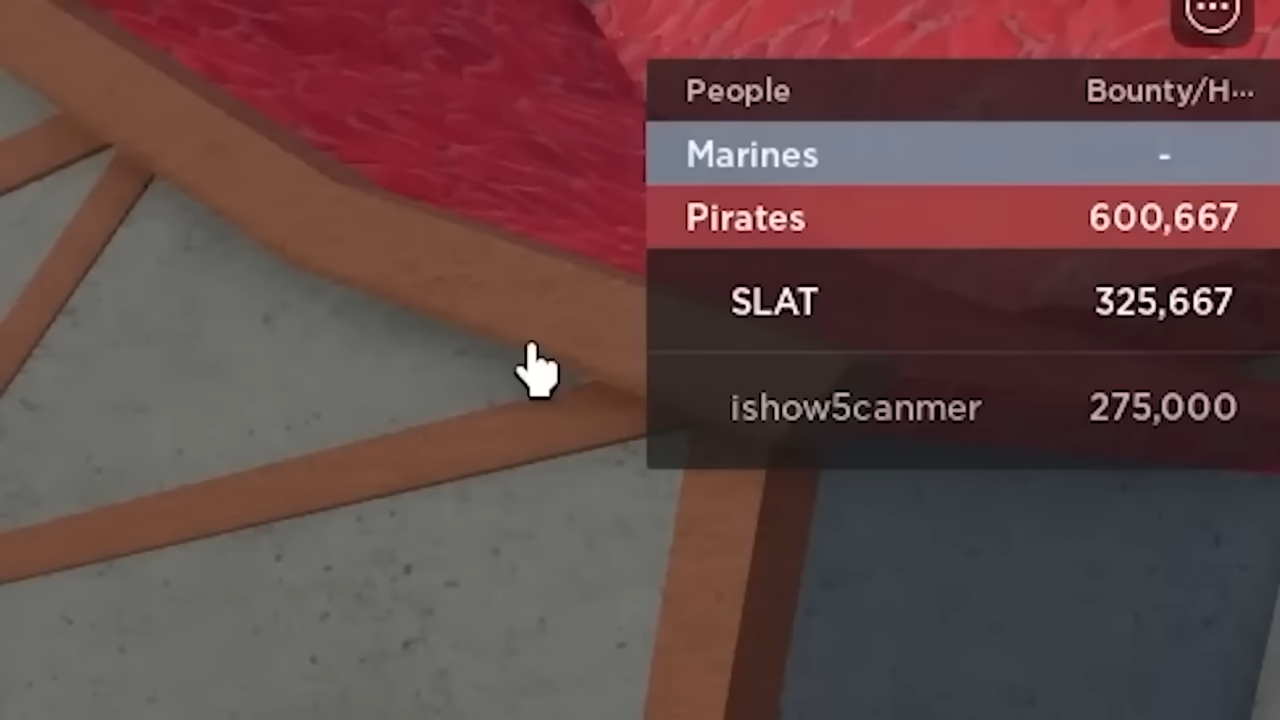 People Bounty/H...
Marines -
Pirates 600,667
SLAT 325,667
ishow5canmer 275,000